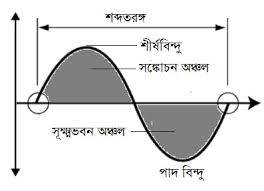 শব্দতরঙ্গ
শীর্ষবিন্দু
সঙ্কোচন অঞ্চল
সূক্ষ্মভবন অঞ্চল
পাদ বিন্দু